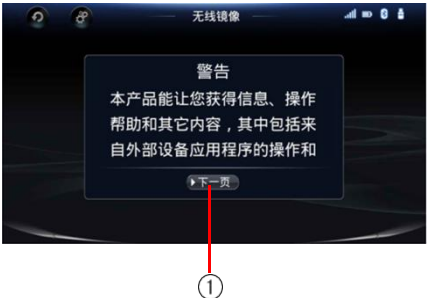 无线镜像
警告
本产品能让您获得信息、操作
帮助和其它内容，其中包括来
自外部设备应用程序的操作和
下一页
①